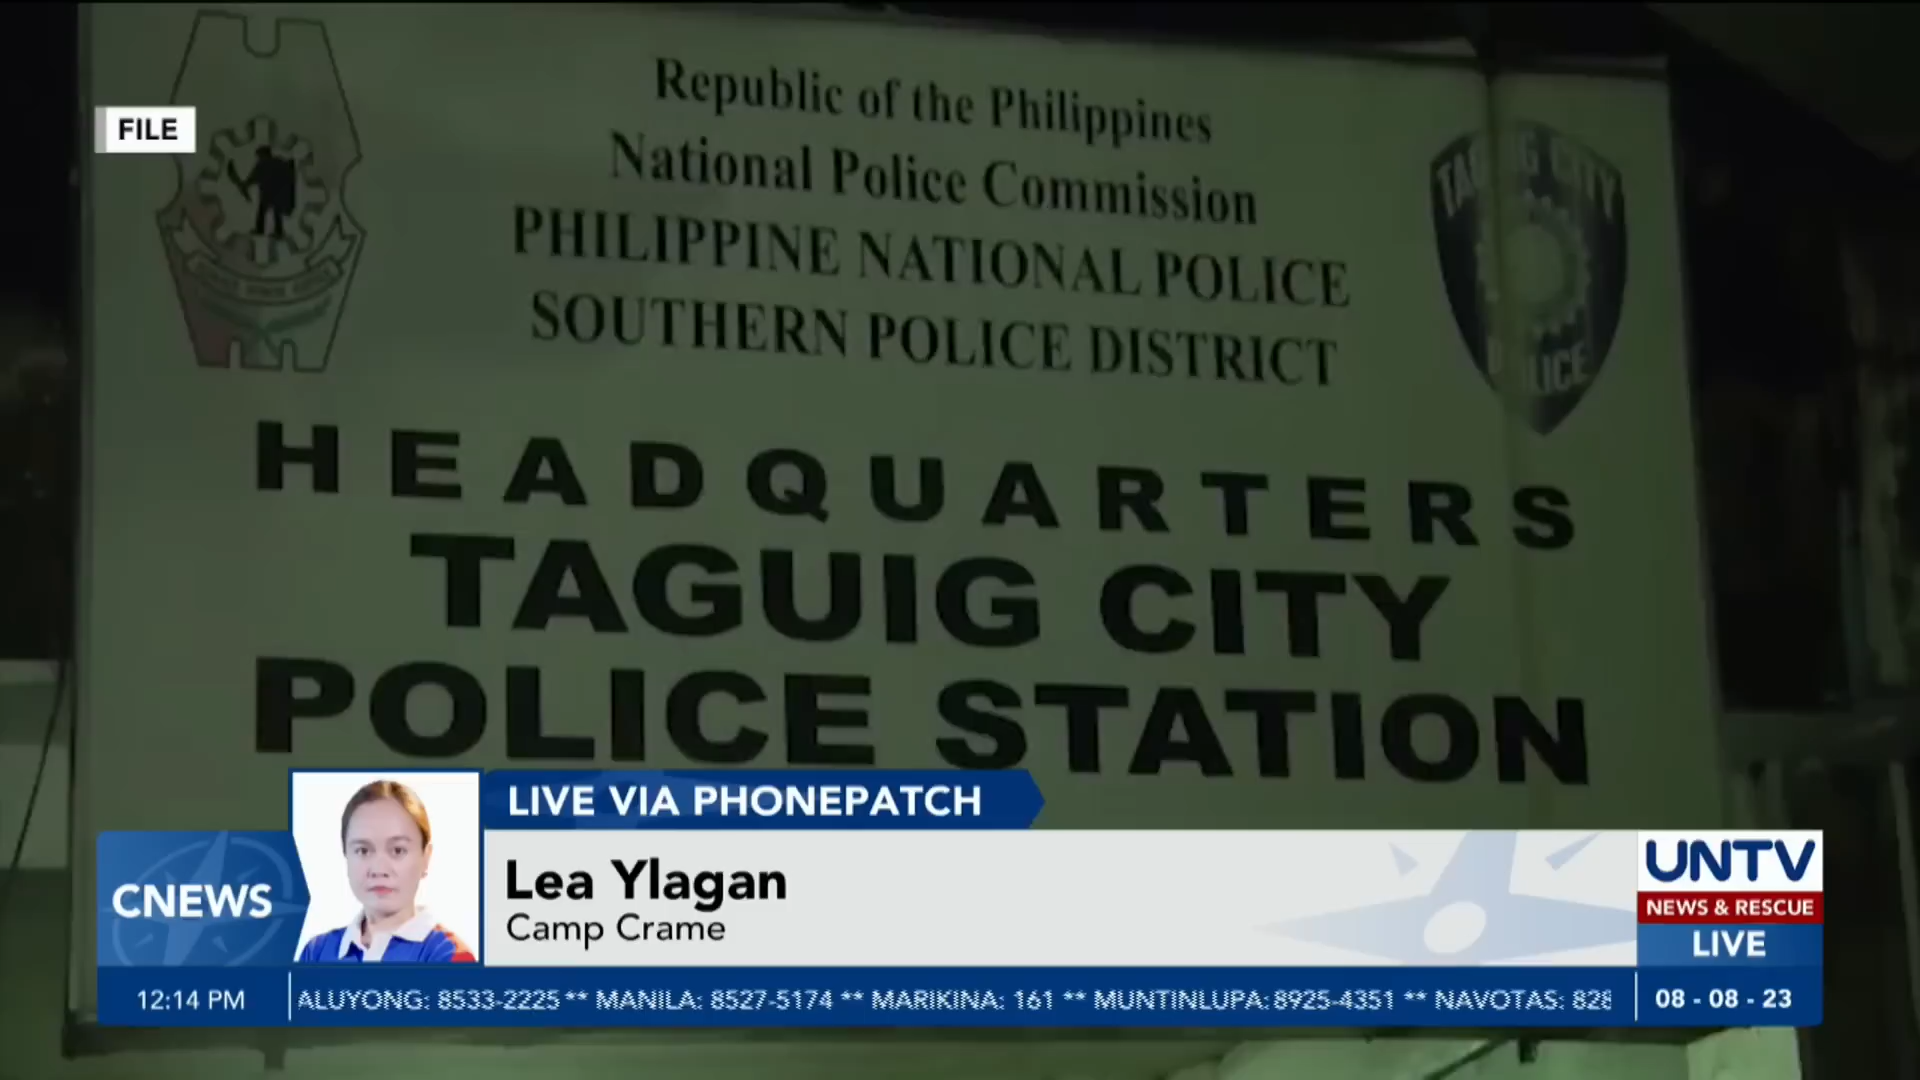 FILE
Republic of the Philippines
National Police Commission
PHILIPPINE NATIONAL POLICE
SOUTHERN POLICE DISTRICT
HEADQUARTERS
TAGUIG CITY
POLICE STATION
LIVE VIA PHONEPATCH
CNEWS
Lea Ylagan
Camp Crame
UNTV
NEWS & RESCUE
LIVE
12:14 PM
ALUYONG: 8533-2225 ** MANILA: 8527-5174 ** MARIKINA: 161 ** MUNTINLUPA: 8925-4351 ** NAVOTAS: 828
08 - 08 - 23